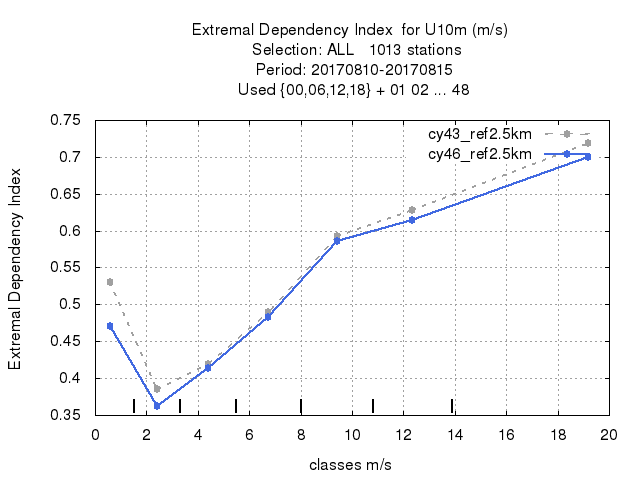 Extremal Dependency Index  for U10m (m/s)
Selection: ALL   1013 stations
Period: 20170810-20170815
Used {00,06,12,18} + 01 02 ... 48
cy43_ref2.5km
cy46_ref2.5km
Extremal Dependency Index
0.75
0.7
0.65
0.6
0.55
0.5
0.45
0.4
0.35
0 2 4 6 8 10 12 14 16 18 20
classes m/s